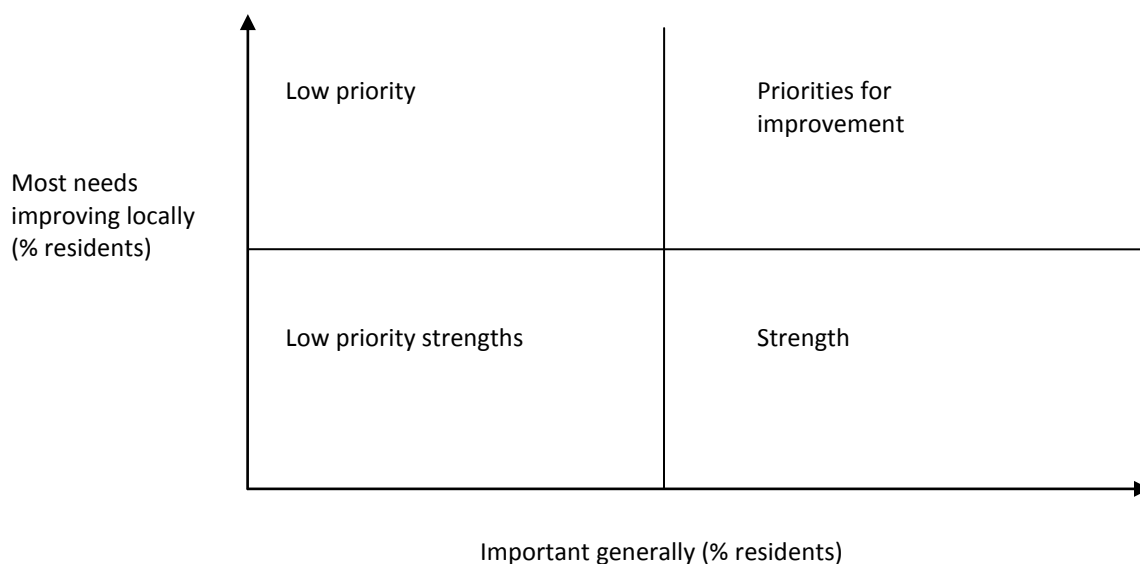 Low priority
Priorities for
improvement
Most needs
improving locally
(% residents)
Low priority strengths
Strength
Important generally (% residents)